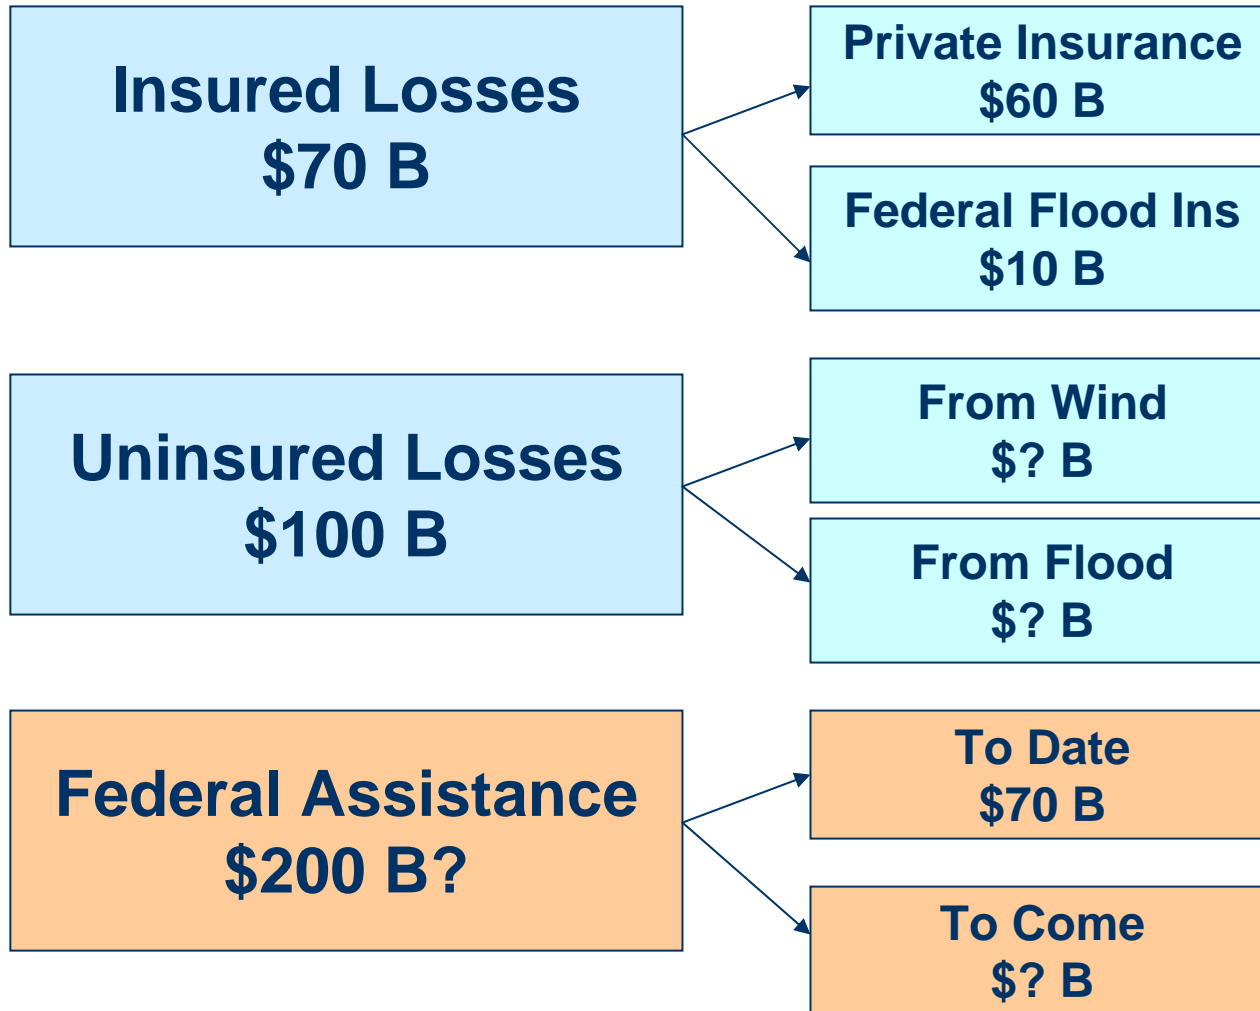 Insured Losses
$70 B
Private Insurance
$60 B
Federal Flood Ins
$10 B
Uninsured Losses
$100 B
From Wind
$? B
From Flood
$? B
Federal Assistance
$200 B?
To Date
$70 B
To Come
$? B